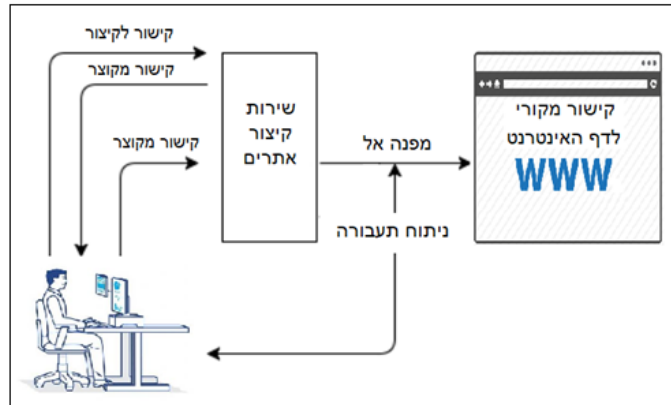 קישור לקיצור
קישור מקוצר
קישור מקוצר
שירות
קיצור
אתרים
מפנה אל
ניתוח תעבורה
קישור מקורי
לדף האינטרנט
WWW